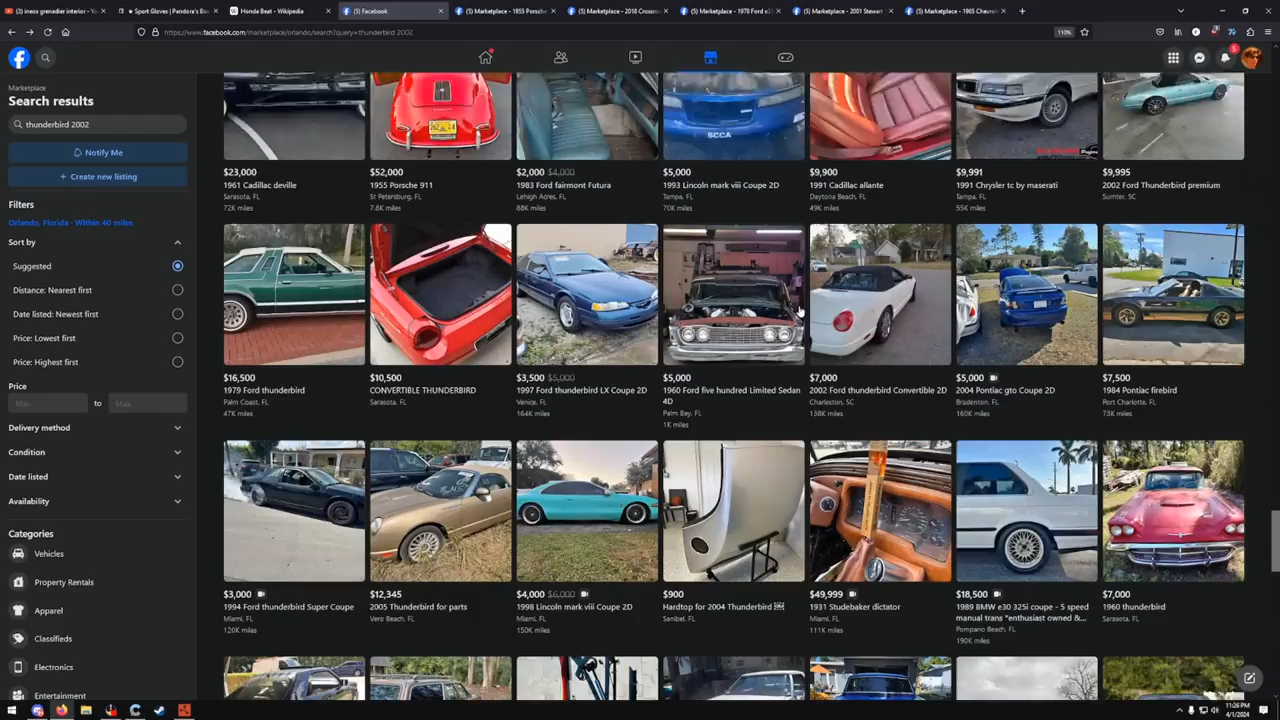 (3) ineos grenadier interior - Yo
★ Sport Gloves | Pandora's Bo
Honda Beat - Wikipedia
(5) Facebook
(5) Marketplace - 1955 Porsch
(5) Marketplace - 2018 Crossro
(5) Marketplace - 1978 Ford e3
(5) Marketplace - 2001 Stewart
(5) Marketplace - 1965 Chevrol
https://www.facebook.com/marketplace/orlando/search?query=thunderbird 2002
110%
5
Marketplace
Search results
thunderbird 2002
Notify Me
+ Create new listing
Filters
Orlando, Florida · Within 40 miles
Sort by
Suggested
Distance: Nearest first
Date listed: Newest first
Price: Lowest first
Price: Highest first
Price
Min
to
Max
Delivery method
Condition
Date listed
Availability
Categories
Vehicles
Property Rentals
Apparel
Classifieds
Electronics
Entertainment
SCCA
$23,000
1961 Cadillac deville
Sarasota, FL
72K miles
$52,000
1955 Porsche 911
St Petersburg, FL
7.8K miles
$2,000 $4,000
1983 Ford fairmont Futura
Lehigh Acres, FL
88K miles
$5,000
1993 Lincoln mark viii Coupe 2D
Tampa, FL
70K miles
$9,900
1991 Cadillac allante
Daytona Beach, FL
49K miles
$9,991
1991 Chrysler tc by maserati
Tampa, FL
55K miles
$9,995
2002 Ford Thunderbird premium
Sumter, SC
$16,500
1979 Ford thunderbird
Palm Coast, FL
47K miles
$10,500
CONVERTIBLE THUNDERBIRD
Sarasota, FL
$3,500 $5,000
1997 Ford thunderbird LX Coupe 2D
Venice, FL
164K miles
$5,000
1960 Ford five hundred Limited Sedan
4D
Palm Bay, FL
1K miles
$7,000
2002 Ford thunderbird Convertible 2D
Charleston, SC
138K miles
$5,000
2004 Pontiac gto Coupe 2D
Bradenton, FL
160K miles
$7,500
1984 Pontiac firebird
Port Charlotte, FL
73K miles
$3,000
1994 Ford thunderbird Super Coupe
Miami, FL
120K miles
$12,345
2005 Thunderbird for parts
Vero Beach, FL
$4,000 $6,000
1998 Lincoln mark viii Coupe 2D
Miami, FL
150K miles
$900
Hardtop for 2004 Thunderbird
Sanibel, FL
$49,999
1931 Studebaker dictator
Miami, FL
111K miles
$18,500
1989 BMW e30 325i coupe - 5 speed
manual trans *enthusiast owned &...
Pompano Beach, FL
190K miles
$7,000
1960 thunderbird
Sarasota, FL
11:26 PM
4/1/2024